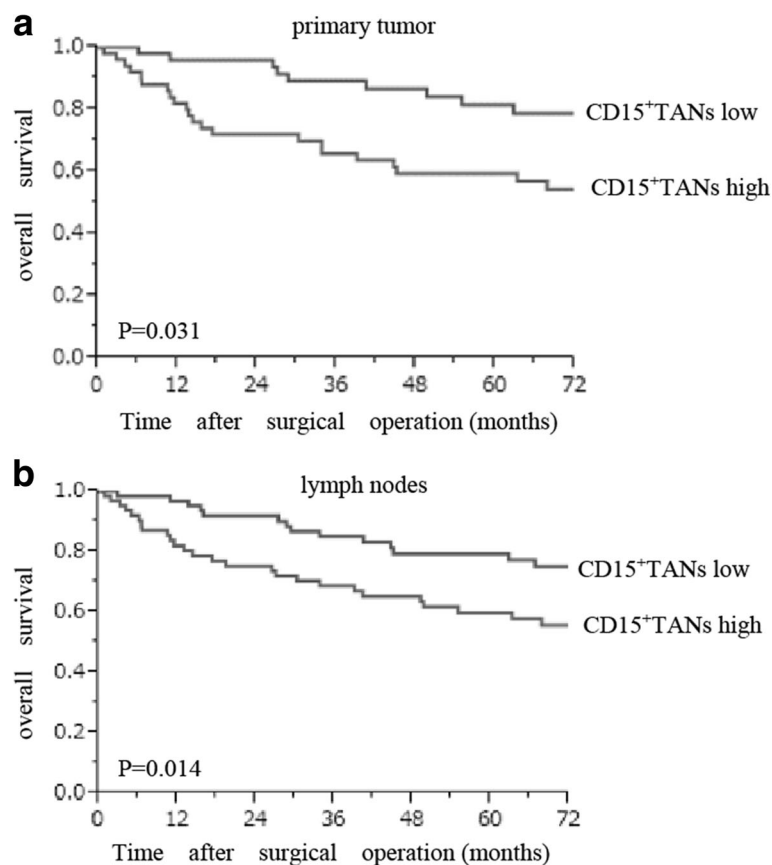 a
primary tumor
1.0
0.8
0.6
0.4
0.2
0.0
overall survival
CD15⁺TANs low
CD15⁺TANs high
P=0.031
0 12 24 36 48 60 72
Time after surgical operation (months)
b
lymph nodes
1.0
0.8
0.6
0.4
0.2
0.0
overall survival
CD15⁺TANs low
CD15⁺TANs high
P=0.014
0 12 24 36 48 60 72
Time after surgical operation (months)